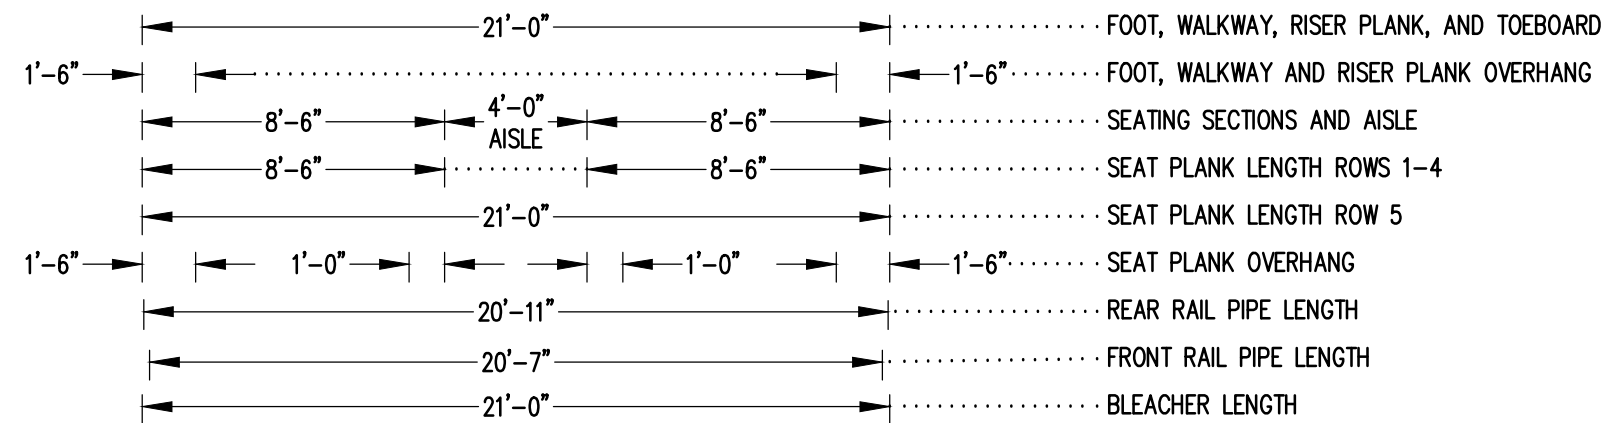 21'-0" FOOT, WALKWAY, RISER PLANK, AND TOEBOARD
1'-6" 1'-6" FOOT, WALKWAY AND RISER PLANK OVERHANG
8'-6" 4'-0" AISLE 8'-6" SEATING SECTIONS AND AISLE
8'-6" 8'-6" SEAT PLANK LENGTH ROWS 1-4
21'-0" SEAT PLANK LENGTH ROW 5
1'-6" 1'-0" 1'-0" 1'-6" SEAT PLANK OVERHANG
20'-11" REAR RAIL PIPE LENGTH
20'-7" FRONT RAIL PIPE LENGTH
21'-0" BLEACHER LENGTH